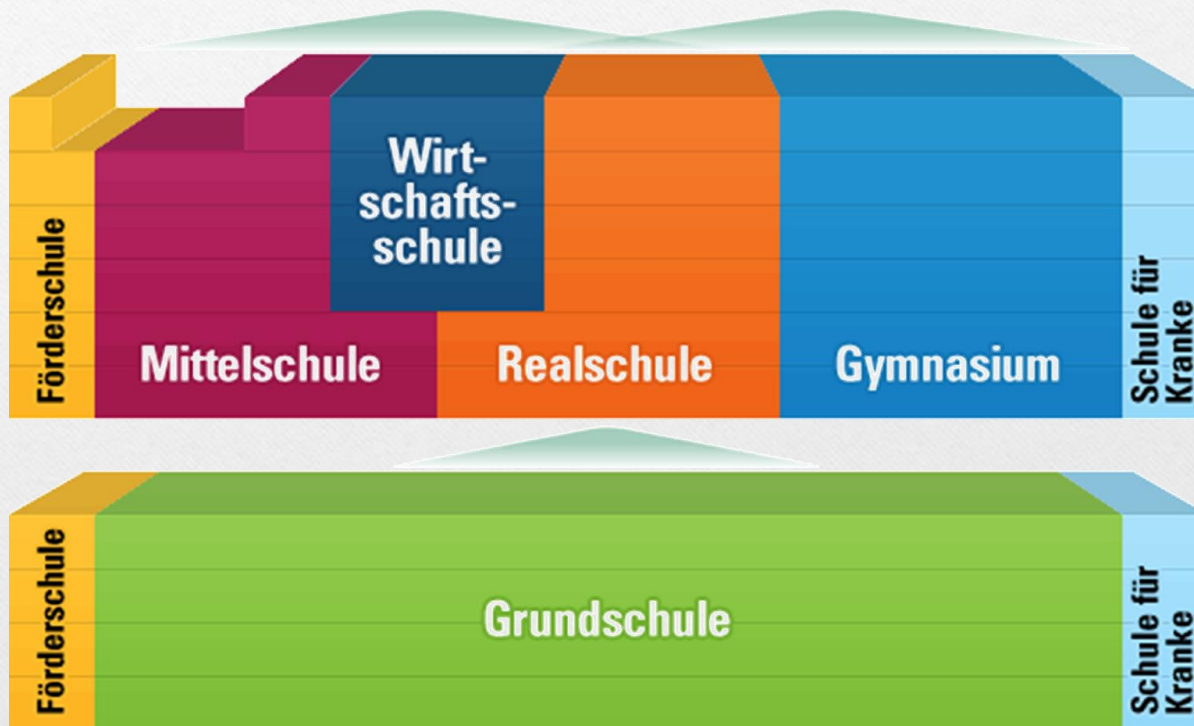 Wirt-
schafts-
schule
Förderschule
Mittelschule
Realschule
Gymnasium
Schule für
Kranke
Förderschule
Grundschule
Schule für
Kranke